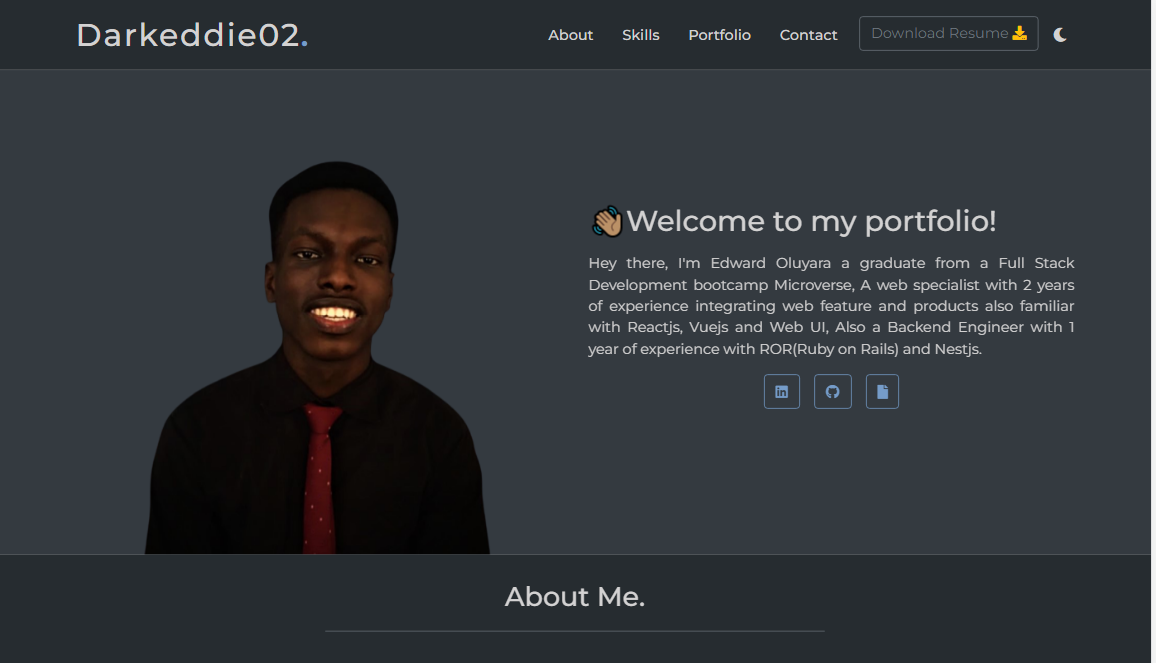 Darkeddie02.
About Skills Portfolio Contact Download Resume
👋🏽Welcome to my portfolio!
Hey there, I'm Edward Oluyara a graduate from a Full Stack
Development bootcamp Microverse, A web specialist with 2 years
of experience integrating web feature and products also familiar
with Reactjs, Vuejs and Web UI, Also a Backend Engineer with 1
year of experience with ROR(Ruby on Rails) and Nestjs.
About Me.